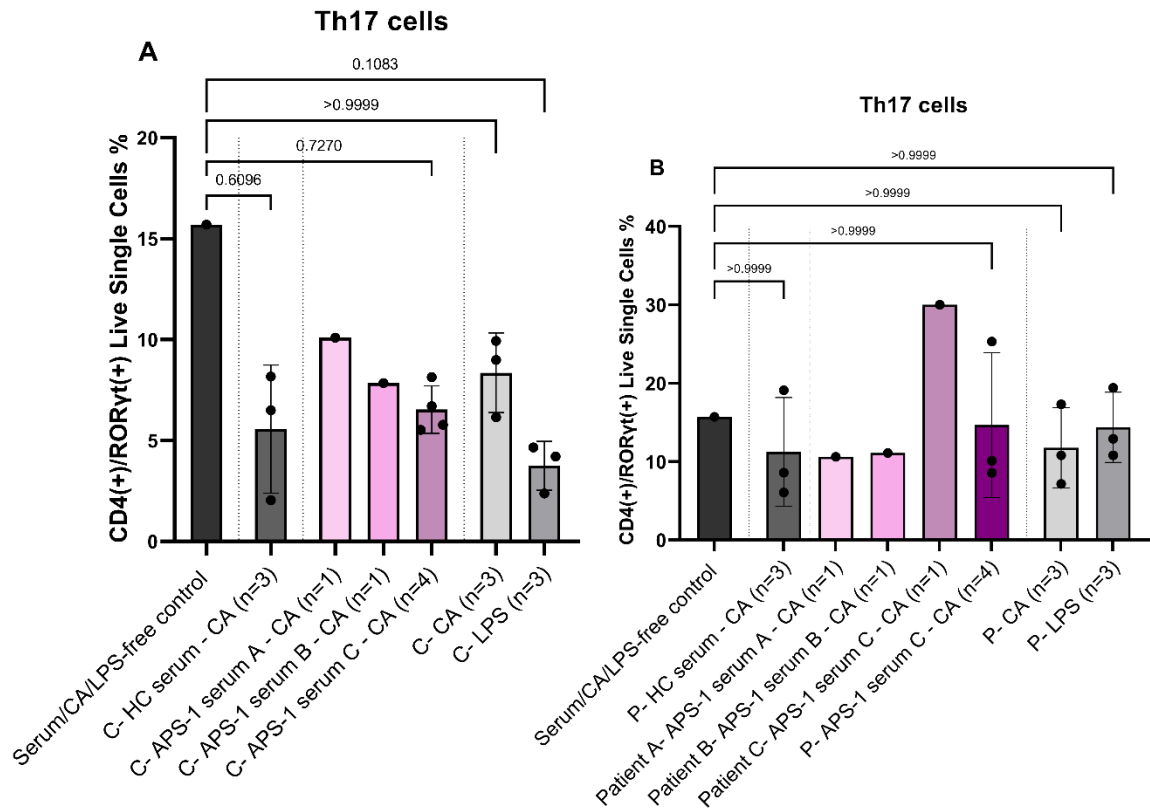 Th17 cells
A
0.1083
>0.9999
0.7270
0.6096
CD4(+)/RORγt(+) Live Single Cells %
20
15
10
5
0
Serum/CA/LPS-free control
C- HC serum - CA (n=3)
C- APS-1 serum A - CA (n=1)
C- APS-1 serum B - CA (n=1)
C- APS-1 serum C - CA (n=4)
C- CA (n=3)
C- LPS (n=3)
Th17 cells
B
>0.9999
>0.9999
>0.9999
>0.9999
CD4(+)/RORγt(+) Live Single Cells %
40
30
20
10
0
Serum/CA/LPS-free control
P- HC serum - CA (n=3)
Patient A- APS-1 serum A - CA (n=1)
Patient B- APS-1 serum B - CA (n=1)
Patient C- APS-1 serum C - CA (n=1)
P- APS-1 serum C - CA (n=4)
P- CA (n=3)
P- LPS (n=3)